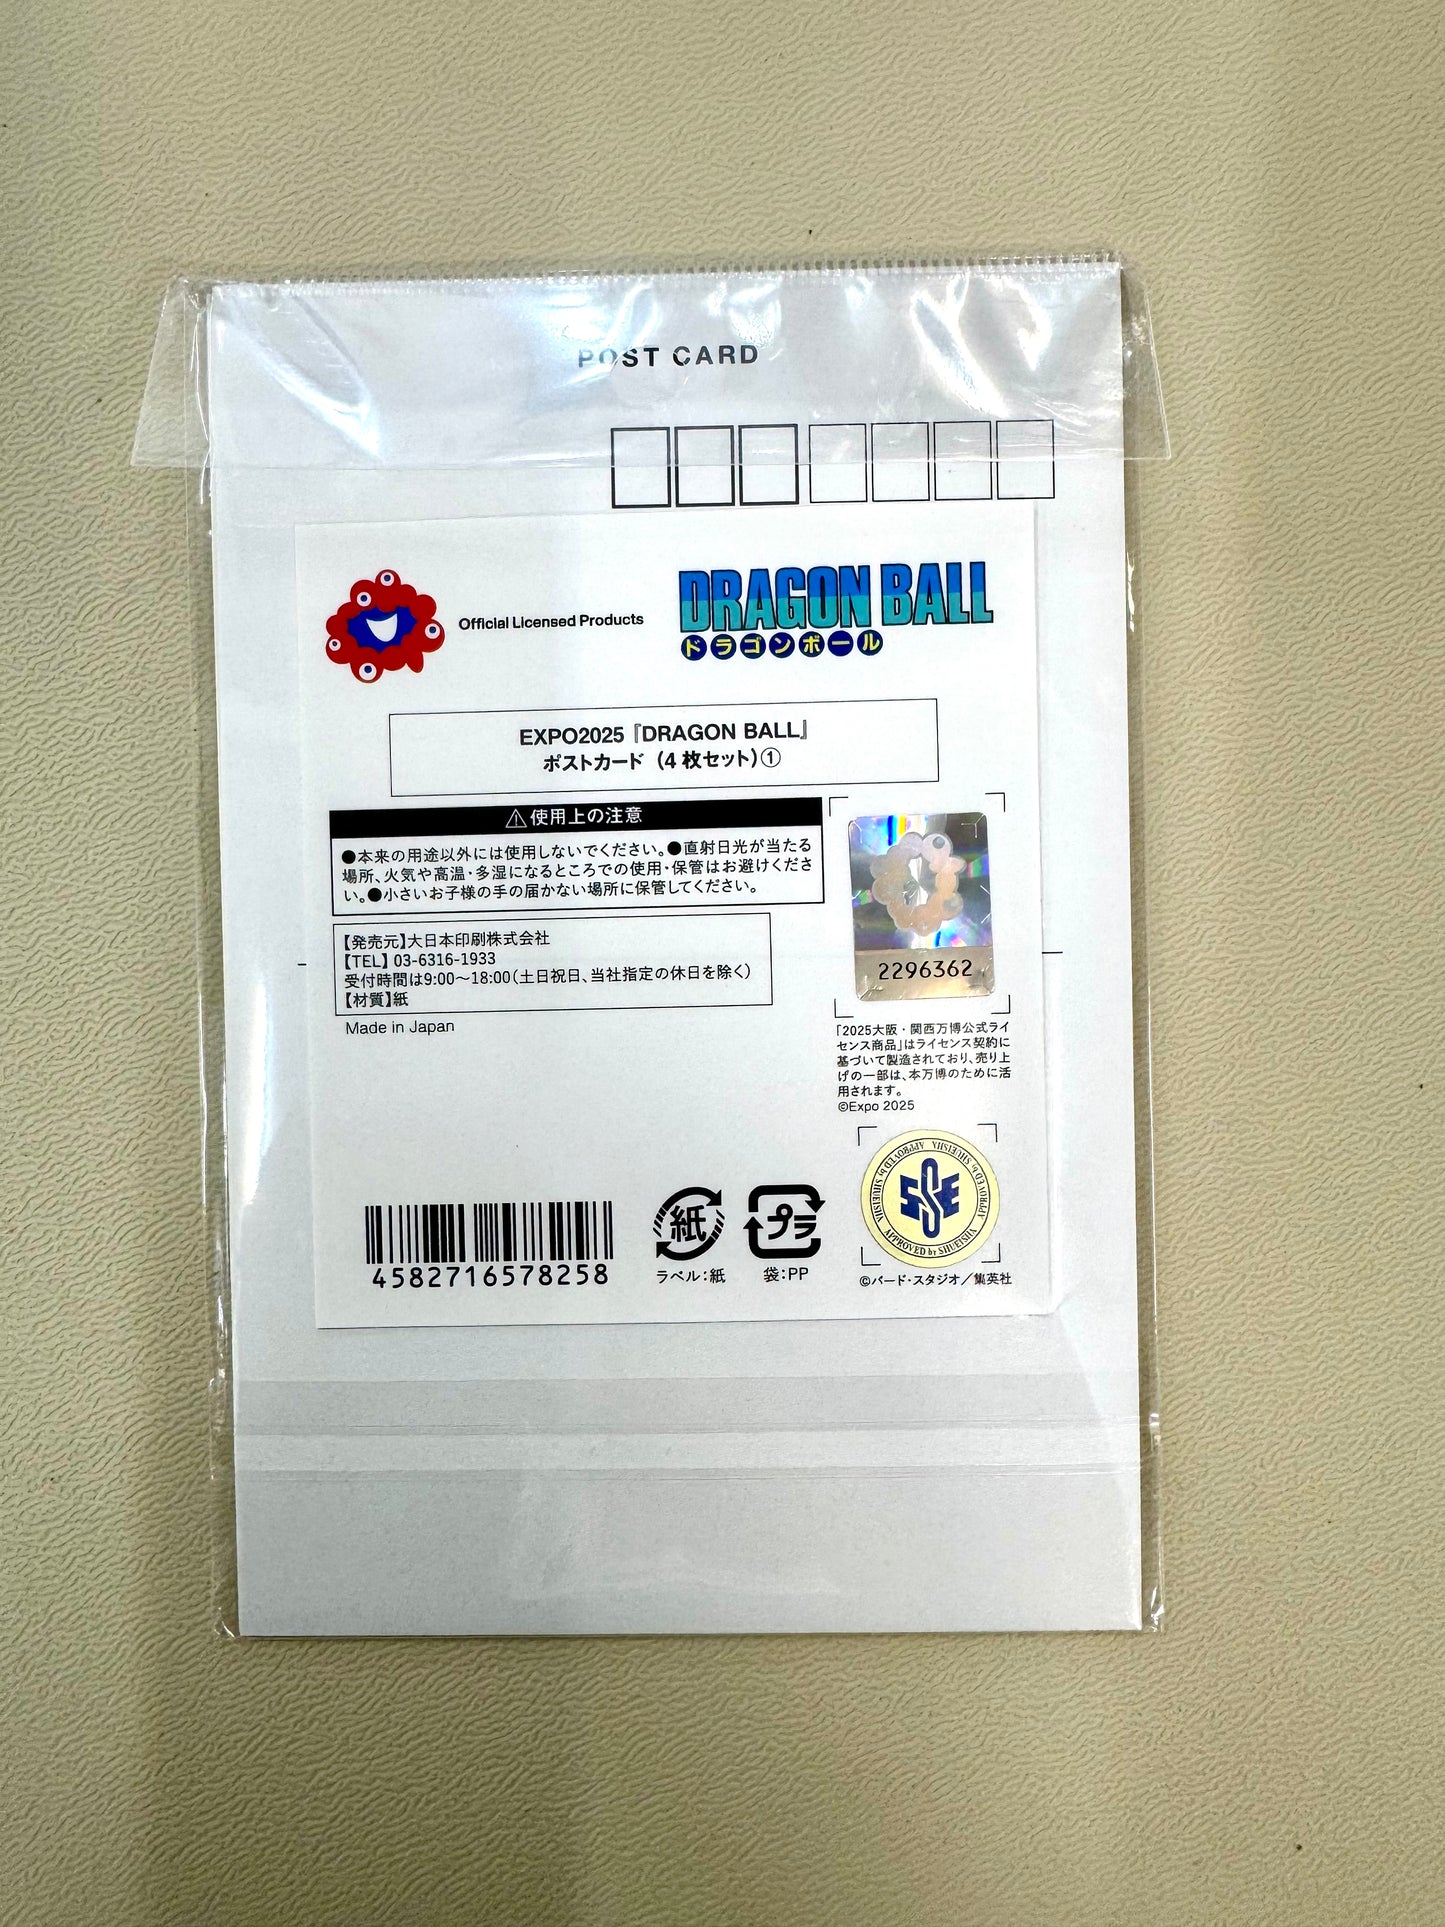 POST CARD
Official Licensed Products
DRAGON BALL
ドラゴンボール
EXPO2025『DRAGON BALL』
ポストカード（4枚セット）①
⚠使用上の注意
●本来の用途以外には使用しないでください。●直射日光が当たる
場所、火気や高温・多湿になるところでの使用・保管はお避けくださ
い。●小さいお子様の手の届かない場所に保管してください。
【発売元】大日本印刷株式会社
【TEL】03-6316-1933
受付時間は9:00～18:00（土日祝日、当社指定の休日を除く）
【材質】紙
Made in Japan
2296362
「2025大阪・関西万博公式ライ
センス商品」はライセンス契約に
基づいて製造されており、売り上
げの一部は、本万博のために活
用されます。
©Expo 2025
APPROVED by SHUEISHA APPROVED by SHUEISHA APPROVED by SHUEISHA
SSE
©バード・スタジオ／集英社
4582716578258
紙
ラベル：紙
プラ
袋：PP